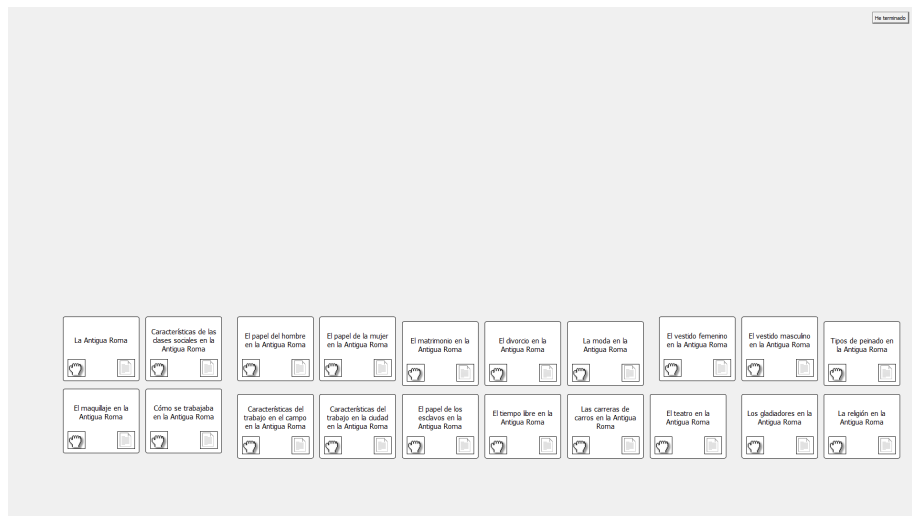 He terminado
La Antigua Roma
Características de las
clases sociales en la
Antigua Roma
El papel del hombre
en la Antigua Roma
El papel de la mujer
en la Antigua Roma
El matrimonio en la
Antigua Roma
El divorcio en la
Antigua Roma
La moda en la
Antigua Roma
El vestido femenino
en la Antigua Roma
El vestido masculino
en la Antigua Roma
Tipos de peinado en
la Antigua Roma
El maquillaje en la
Antigua Roma
Cómo se trabajaba
en la Antigua Roma
Características del
trabajo en el campo
en la Antigua Roma
Características del
trabajo en la ciudad
en la Antigua Roma
El papel de los
esclavos en la
Antigua Roma
El tiempo libre en la
Antigua Roma
Las carreras de
carros en la Antigua
Roma
El teatro en la
Antigua Roma
Los gladiadores en la
Antigua Roma
La religión en la
Antigua Roma